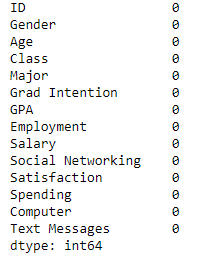 ID 0
Gender 0
Age 0
Class 0
Major 0
Grad Intention 0
GPA 0
Employment 0
Salary 0
Social Networking 0
Satisfaction 0
Spending 0
Computer 0
Text Messages 0
dtype: int64